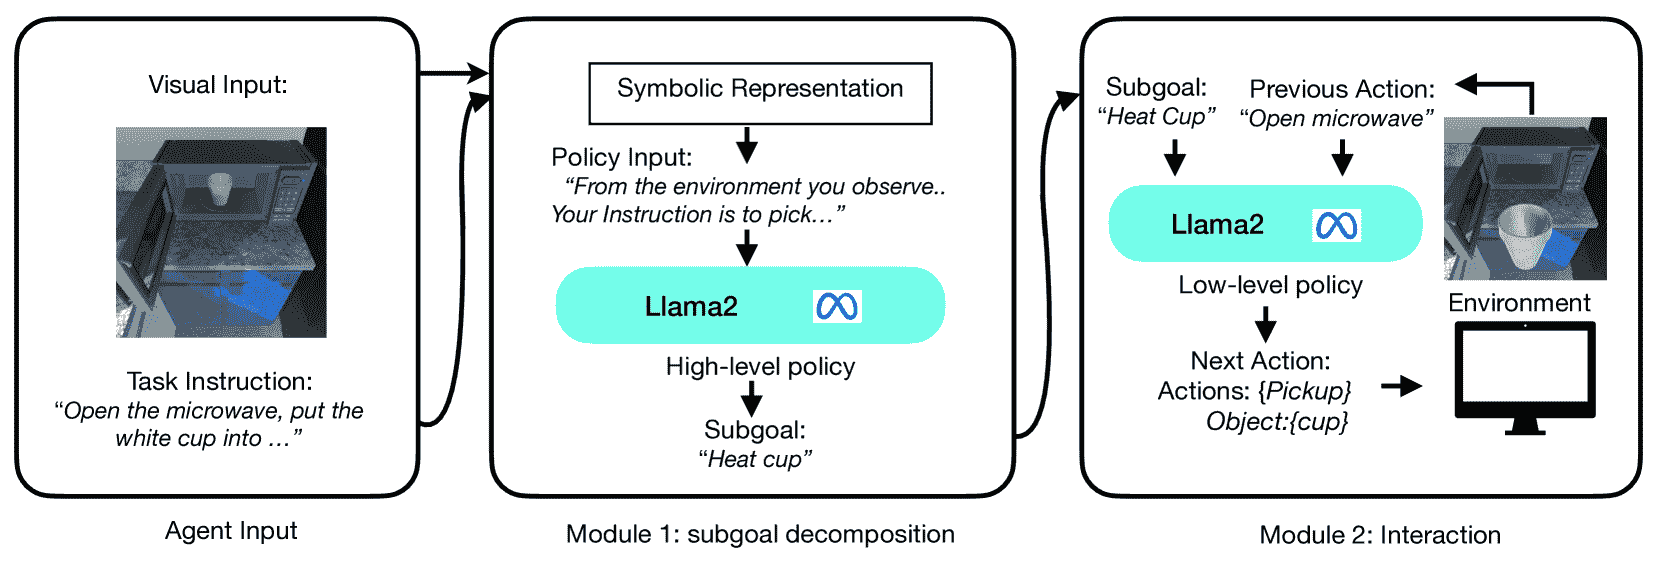 Visual Input:
Task Instruction:
“Open the microwave, put the
white cup into …”
Agent Input
Symbolic Representation
Policy Input:
“From the environment you observe..
Your Instruction is to pick…”
Llama2
High-level policy
Subgoal:
“Heat cup”
Module 1: subgoal decomposition
Subgoal:
“Heat Cup”
Previous Action:
“Open microwave”
Llama2
Low-level policy
Next Action:
Actions: {Pickup}
Object:{cup}
Environment
Module 2: Interaction